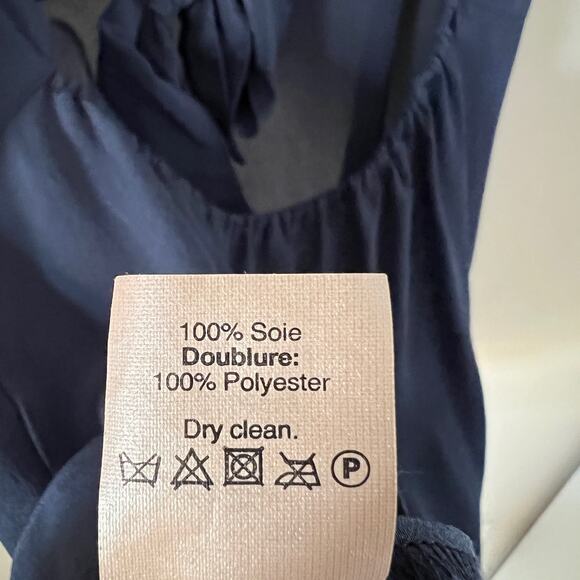 100% Soie
Doublure:
100% Polyester
Dry clean.
P